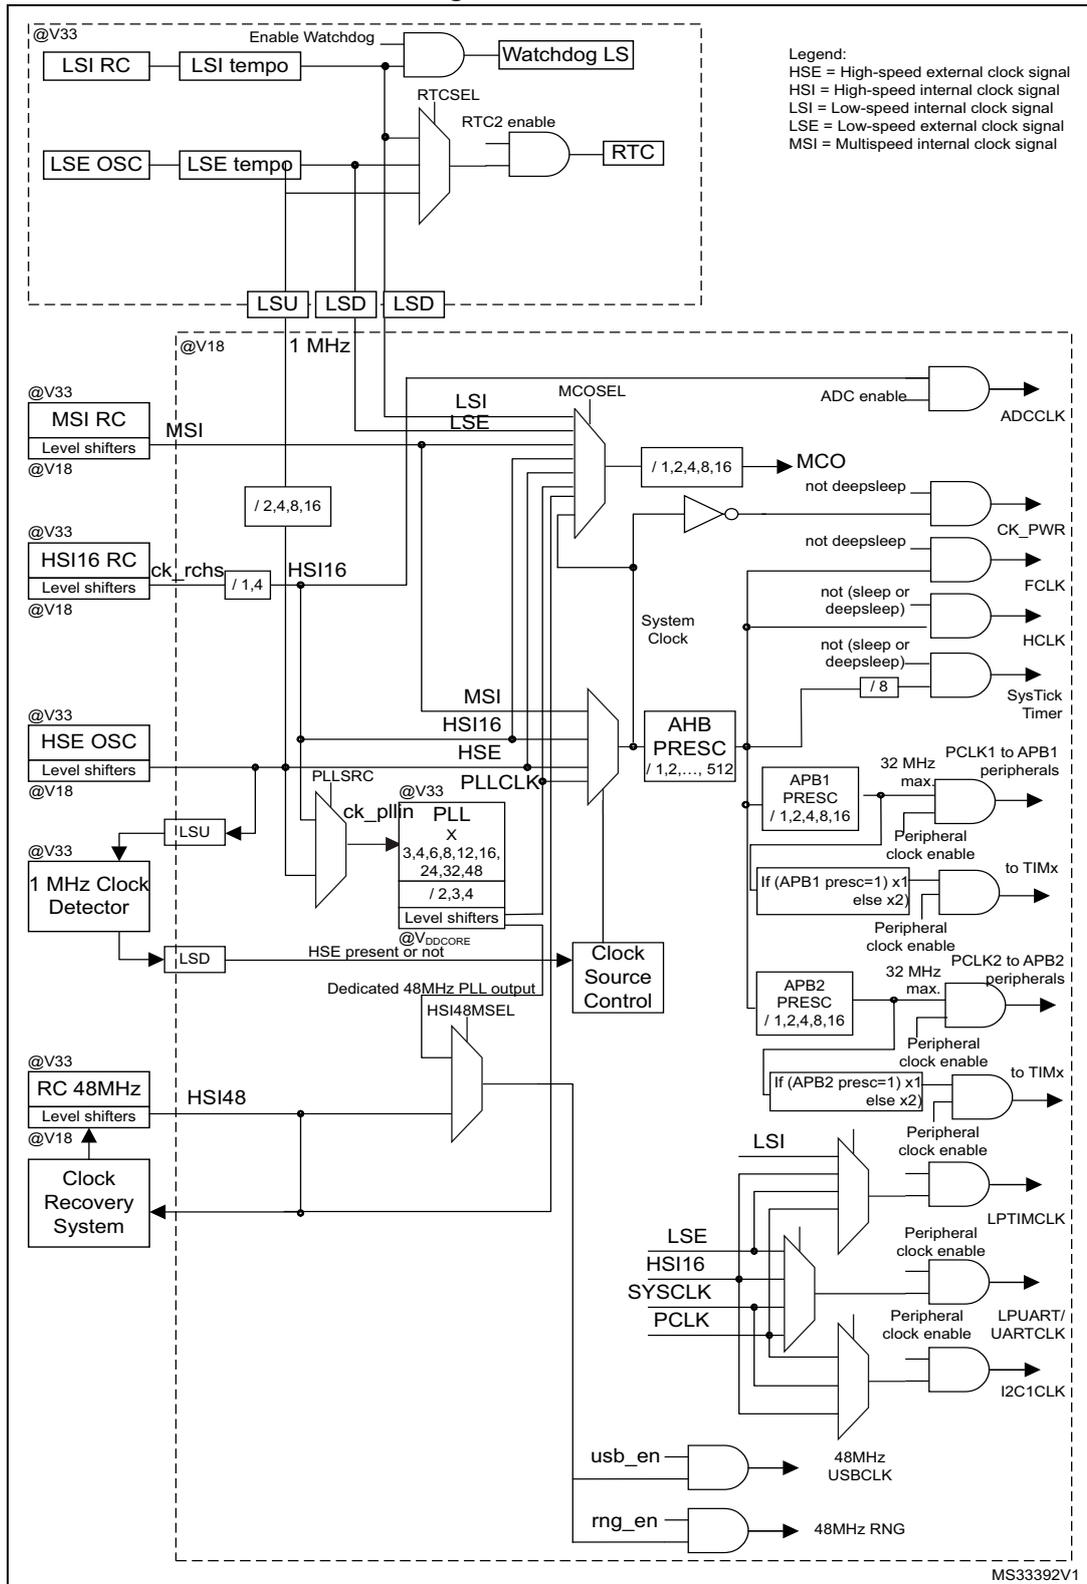 @V33
Enable Watchdog
LSI RC
LSI tempo
Watchdog LS
Legend:
HSE = High-speed external clock signal
HSI = High-speed internal clock signal
LSI = Low-speed internal clock signal
LSE = Low-speed external clock signal
MSI = Multispeed internal clock signal
RTCSEL
RTC2 enable
LSE OSC
LSE tempo
RTC
LSU
LSD
LSD
@V18
1 MHz
@V33
MSI RC
Level shifters
@V18
MSI
LSI
LSE
MCOSEL
ADC enable
ADCCLK
/ 1,2,4,8,16
MCO
/ 2,4,8,16
not deepsleep
CK_PWR
@V33
HSI16 RC
Level shifters
@V18
ck_rchs
/ 1,4
HSI16
not deepsleep
FCLK
not (sleep or
deepsleep)
HCLK
System
Clock
not (sleep or
deepsleep)
/ 8
SysTick
Timer
MSI
HSI16
HSE
PLLCLK
AHB
PRESC
/ 1,2,…, 512
@V33
HSE OSC
Level shifters
@V18
PLLSRC
ck_pllin
@V33
PLL
X
3,4,6,8,12,16,
24,32,48
/ 2,3,4
Level shifters
@VDDCORE
PCLK1 to APB1
peripherals
32 MHz
max.
APB1
PRESC
/ 1,2,4,8,16
Peripheral
clock enable
LSU
@V33
1 MHz Clock
Detector
LSD
HSE present or not
Clock
Source
Control
If (APB1 presc=1) x1
else x2)
to TIMx
Peripheral
clock enable
PCLK2 to APB2
peripherals
32 MHz
max.
APB2
PRESC
/ 1,2,4,8,16
Peripheral
clock enable
Dedicated 48MHz PLL output
HSI48MSEL
If (APB2 presc=1) x1
else x2)
to TIMx
Peripheral
clock enable
@V33
RC 48MHz
Level shifters
@V18
HSI48
Clock
Recovery
System
LSI
LPTIMCLK
LSE
HSI16
SYSCLK
PCLK
Peripheral
clock enable
LPUART/
UARTCLK
Peripheral
clock enable
I2C1CLK
usb_en
48MHz
USBCLK
rng_en
48MHz RNG
MS33392V1